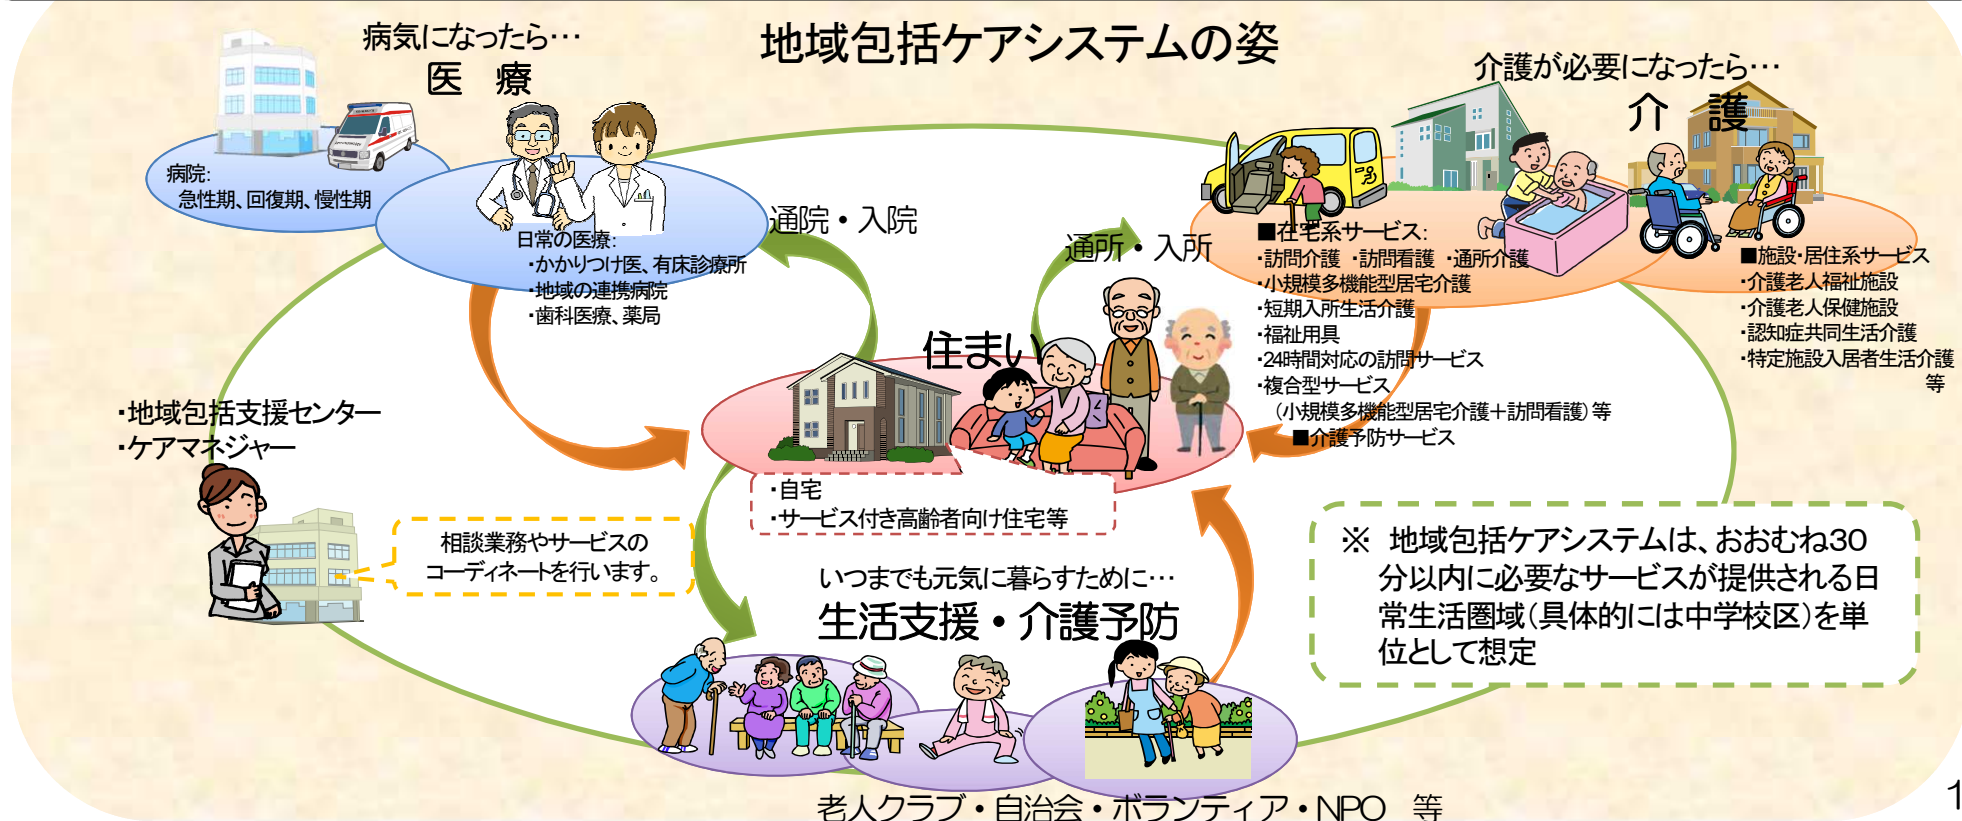 地域包括ケアシステムの姿
病気になったら…
医 療
病院:
急性期、回復期、慢性期
日常の医療:
・かかりつけ医、有床診療所
・地域の連携病院
・歯科医療、薬局
通院・入院
通所・入所
介護が必要になったら…
介 護
■在宅系サービス:
・訪問介護 ・訪問看護 ・通所介護
・小規模多機能型居宅介護
・短期入所生活介護
・福祉用具
・24時間対応の訪問サービス
・複合型サービス
(小規模多機能型居宅介護+訪問看護)等
■介護予防サービス
■施設・居住系サービス
・介護老人福祉施設
・介護老人保健施設
・認知症共同生活介護
・特定施設入居者生活介護
等
住まい
・自宅
・サービス付き高齢者向け住宅等
・地域包括支援センター
・ケアマネジャー
相談業務やサービスの
コーディネートを行います。
いつまでも元気に暮らすために…
生活支援・介護予防
老人クラブ・自治会・ボランティア・NPO 等
※ 地域包括ケアシステムは、おおむね30
分以内に必要なサービスが提供される日
常生活圏域(具体的には中学校区)を単
位として想定
1